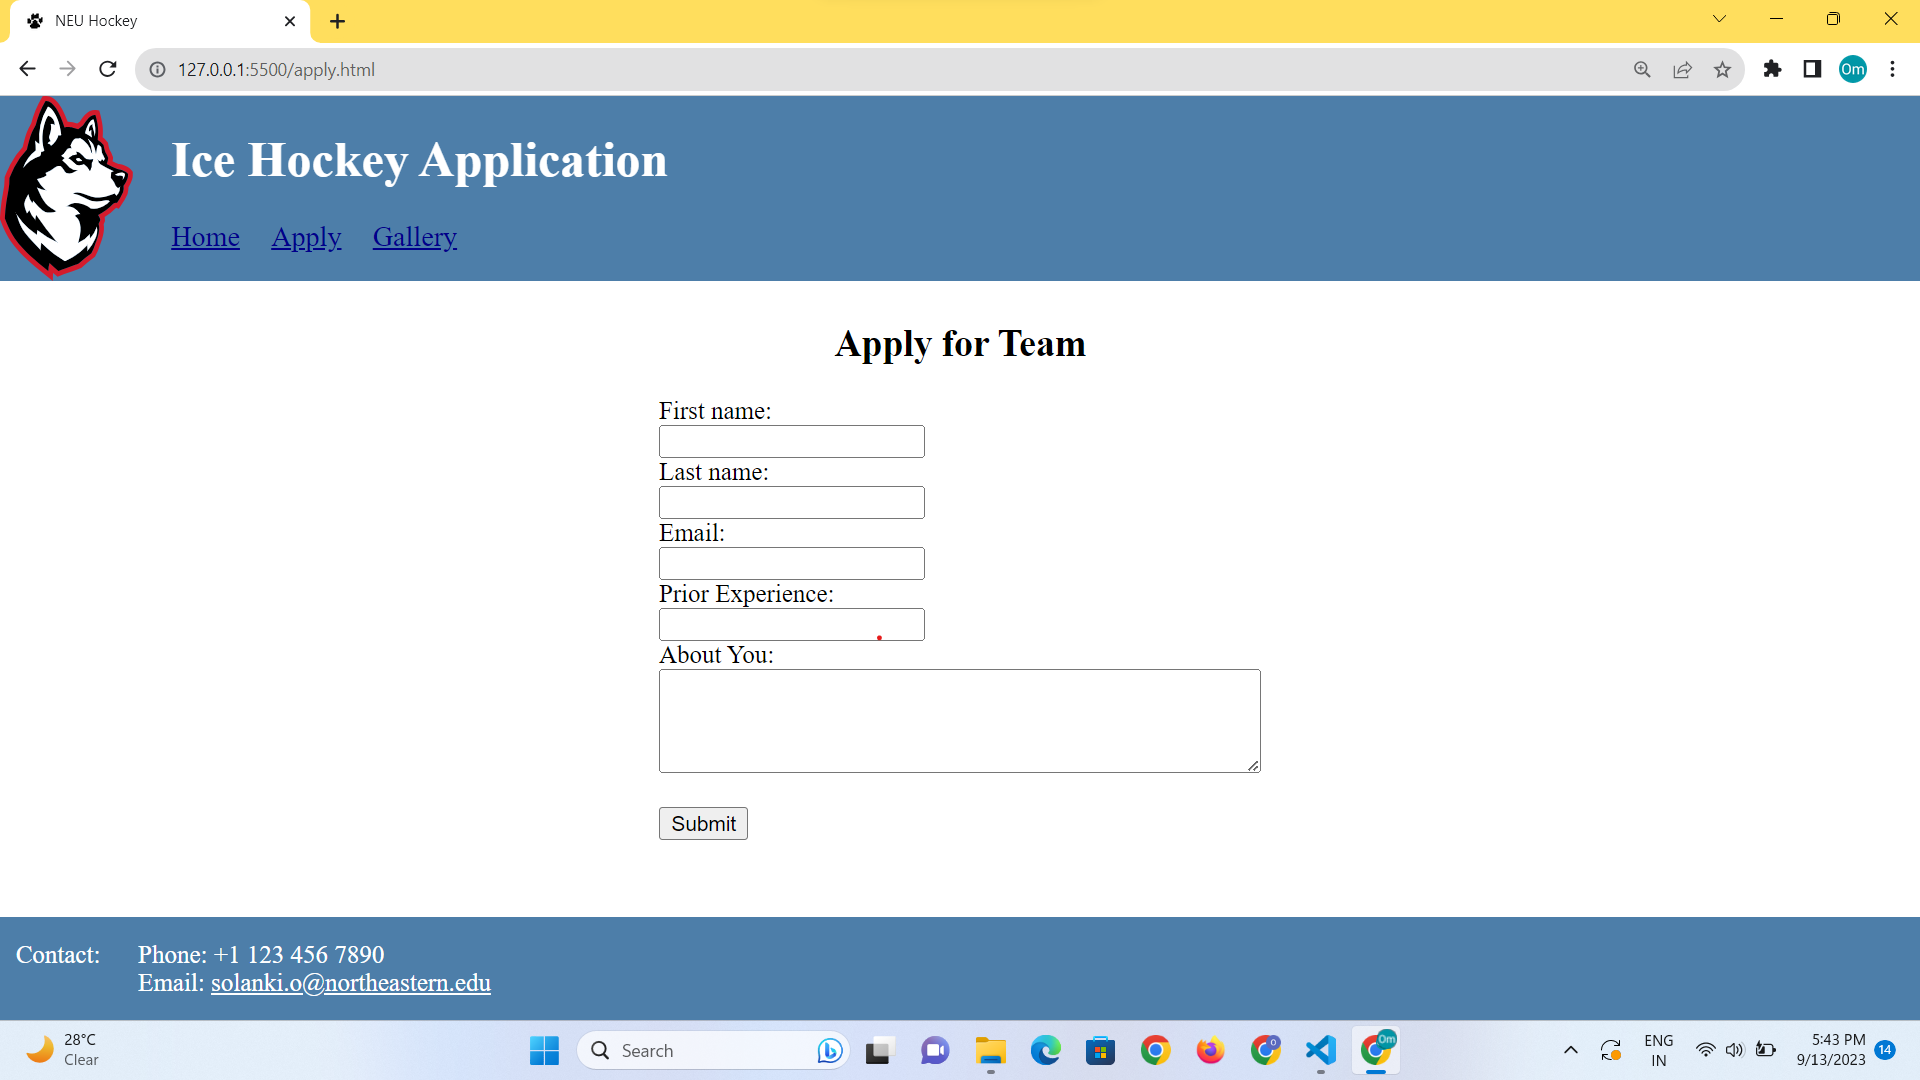 NEU Hockey
127.0.0.1:5500/apply.html
Om
Ice Hockey Application
Home Apply Gallery
Apply for Team
First name:
Last name:
Email:
Prior Experience:
About You:
Submit
Contact: Phone: +1 123 456 7890
Email: solanki.o@northeastern.edu
28°C
Clear
Search
O
Om
ENG
IN
5:43 PM
9/13/2023
14